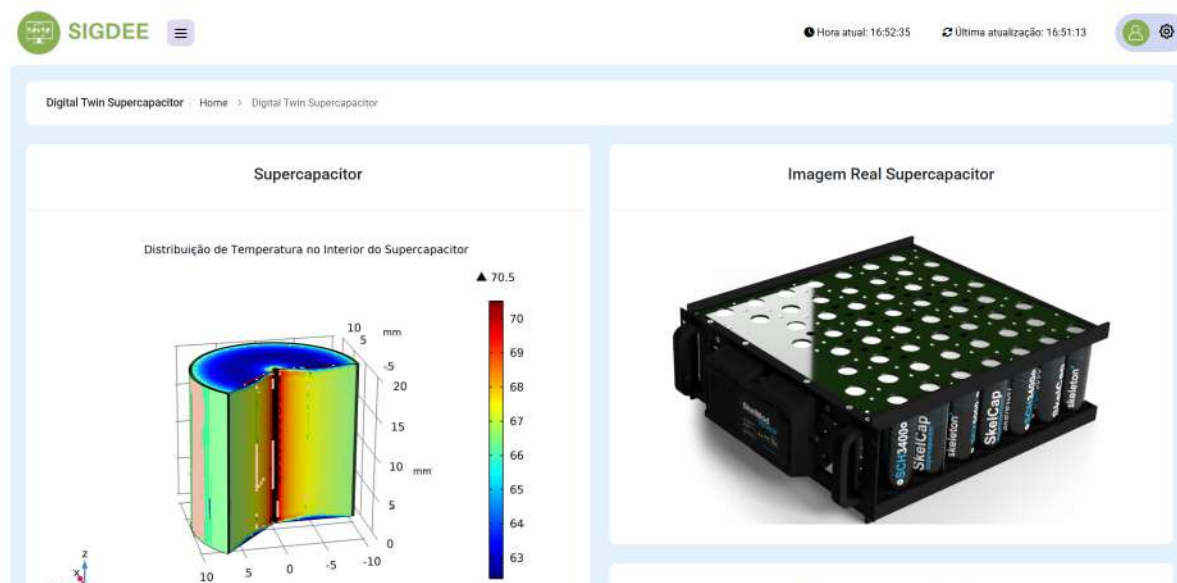 SIGDEE
Hora atual: 16:52:35
Última atualização: 16:51:13
Digital Twin Supercapacitor
Home > Digital Twin Supercapacitor
Supercapacitor
Distribuição de Temperatura no Interior do Supercapacitor
▲ 70.5
70
69
68
67
66
65
64
63
10 mm
5
-5
20
15
10 mm
5
0
10 5 0 -5 -10
z
x
Imagem Real Supercapacitor
SCH3400
SkelCap
skeleton
SkelCap
SkelCap
skeleton